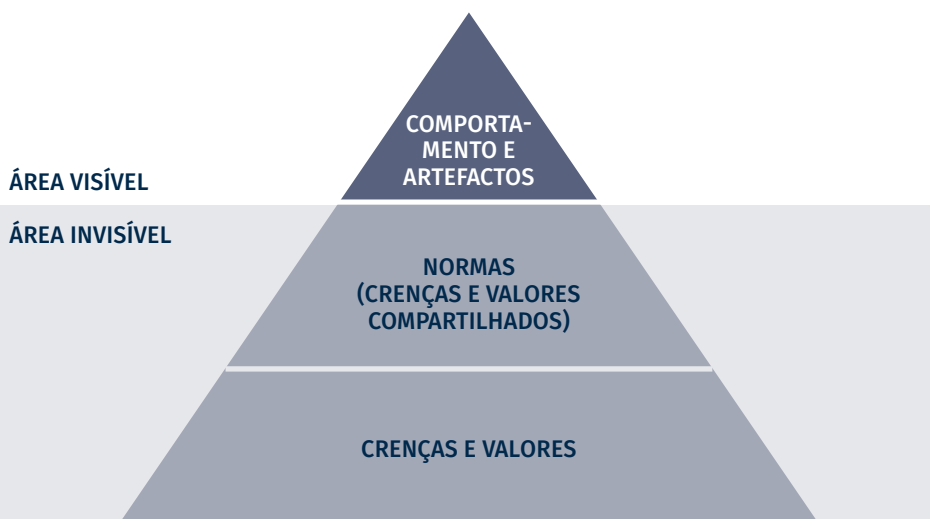 COMPORTA-
MENTO E
ARTEFACTOS
ÁREA VISÍVEL
ÁREA INVISÍVEL
NORMAS
(CRENÇAS E VALORES
COMPARTILHADOS)
CRENÇAS E VALORES